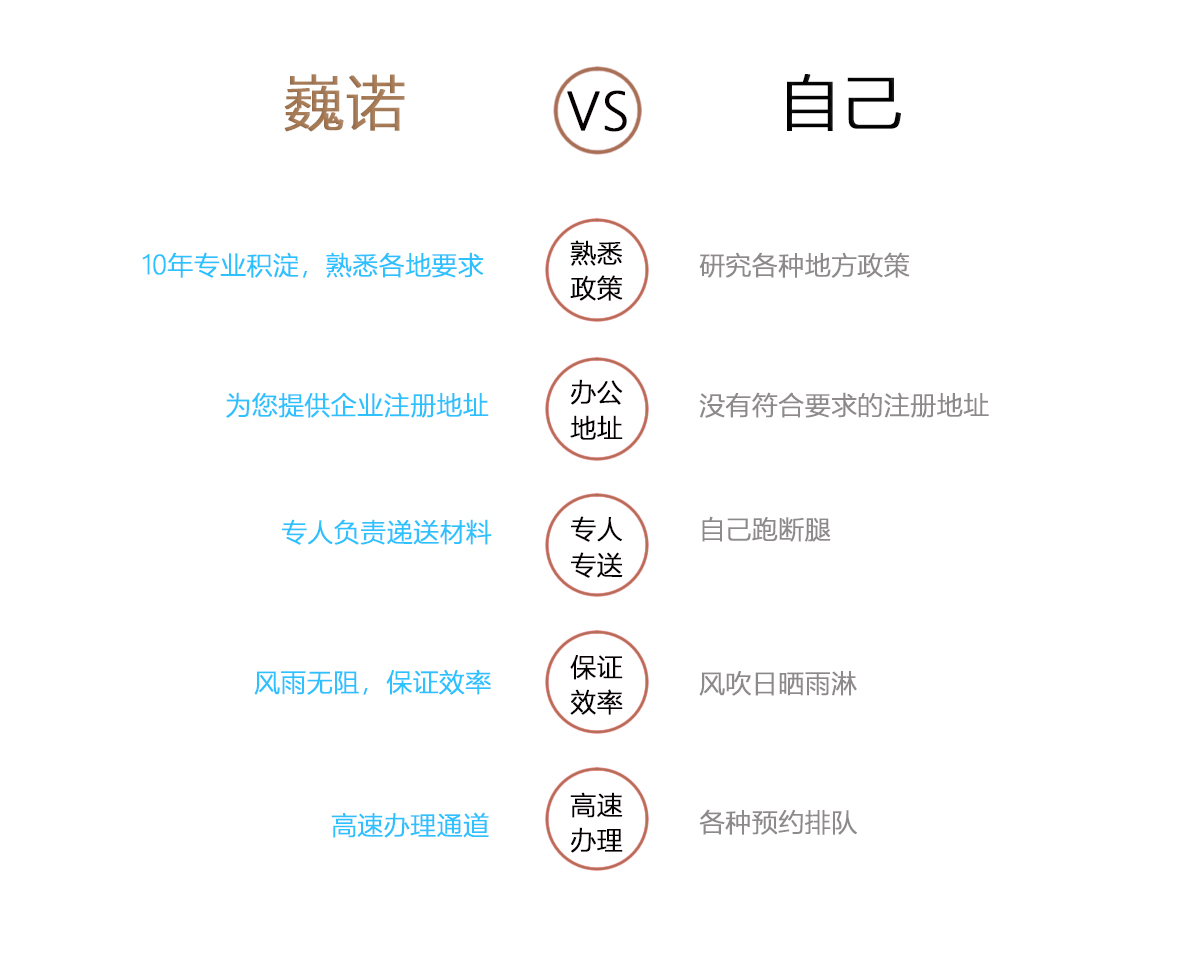 巍诺
VS
自己
10年专业积淀，熟悉各地要求
熟悉
政策
研究各种地方政策
为您提供企业注册地址
办公
地址
没有符合要求的注册地址
专人负责递送材料
专人
专送
自己跑断腿
风雨无阻，保证效率
保证
效率
风吹日晒雨淋
高速办理通道
高速
办理
各种预约排队